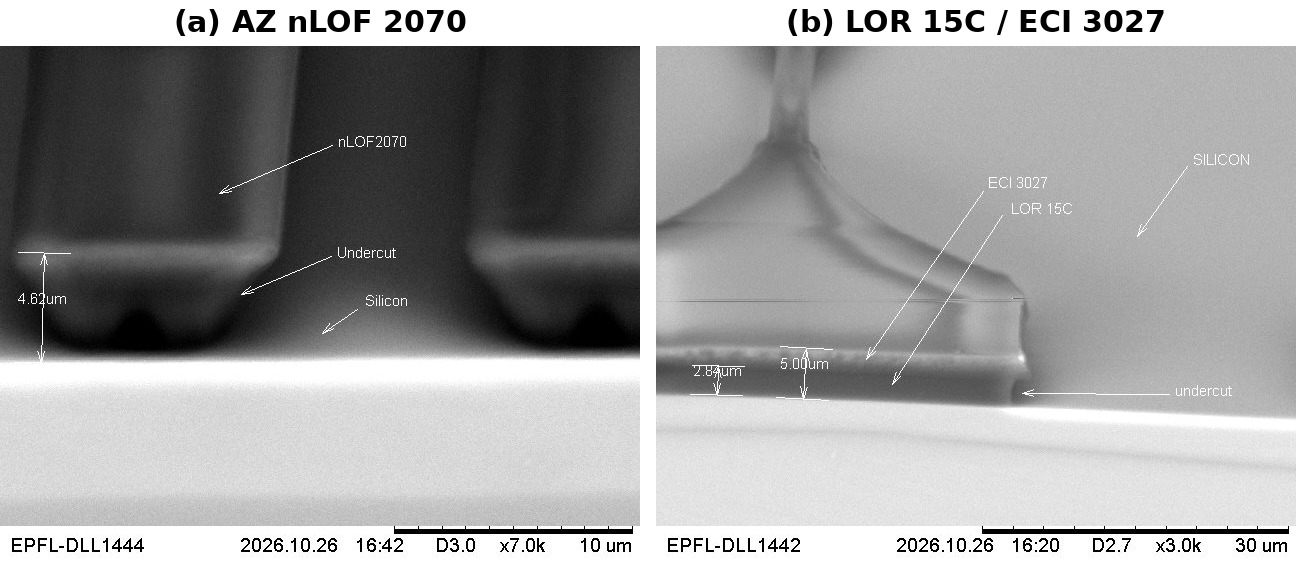 (a) AZ nLOF 2070
nLOF2070
Undercut
4.62um
Silicon
EPFL-DLL1444 2026.10.26 16:42 D3.0 x7.0k 10 um
(b) LOR 15C / ECI 3027
SILICON
ECI 3027
LOR 15C
5.00um
2.84um
undercut
EPFL-DLL1442 2026.10.26 16:20 D2.7 x3.0k 30 um